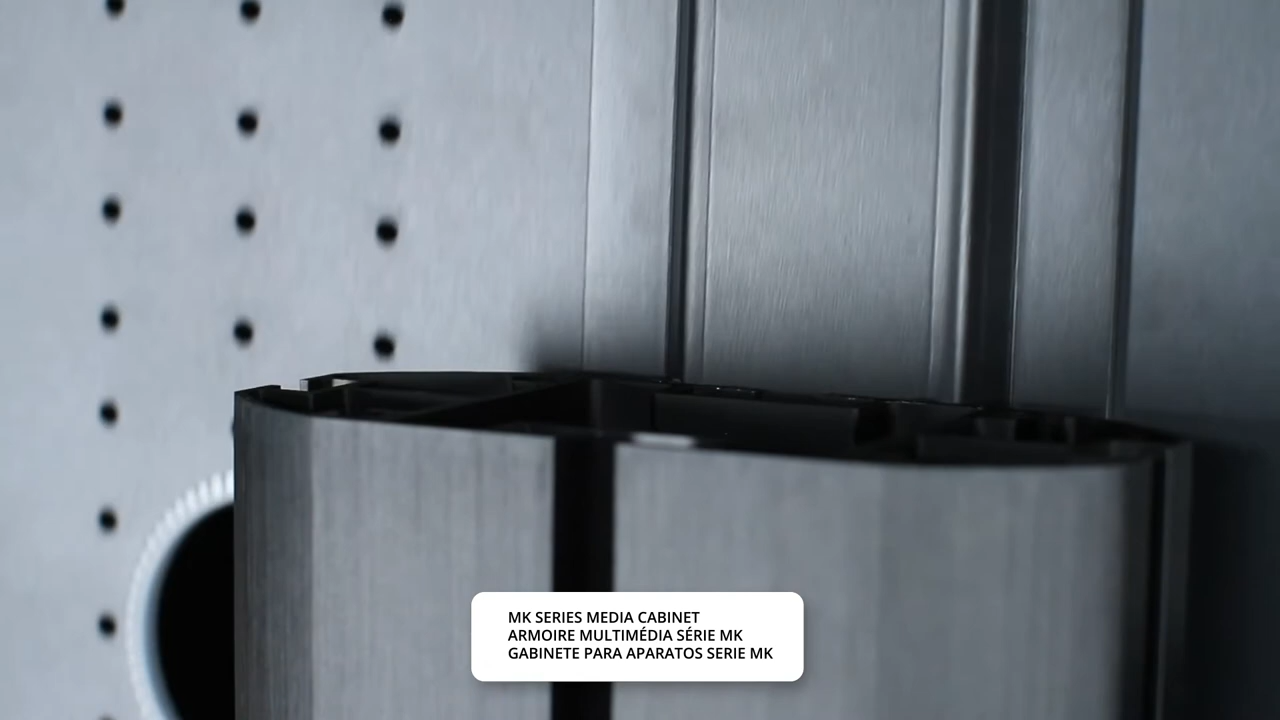 MK SERIES MEDIA CABINET
ARMOIRE MULTIMÉDIA SÉRIE MK
GABINETE PARA APARATOS SERIE MK